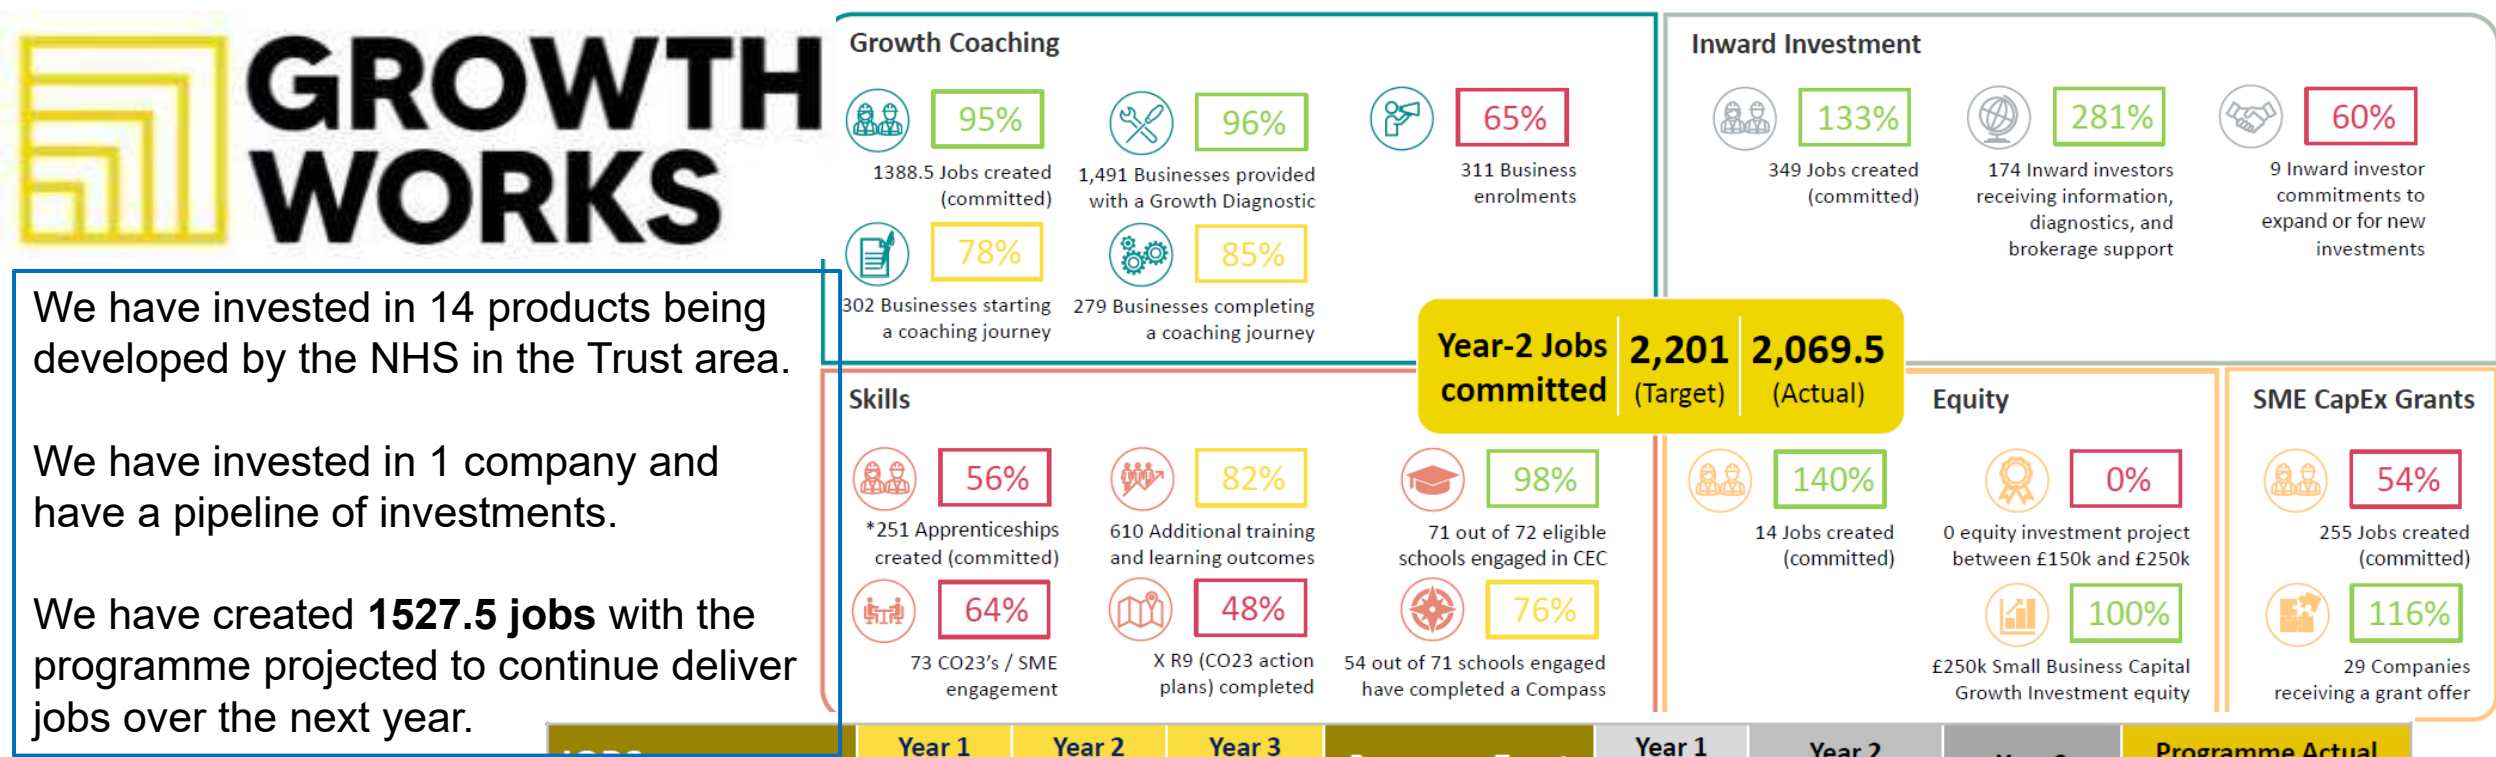 GROWTH
WORKS
We have invested in 14 products being
developed by the NHS in the Trust area.
We have invested in 1 company and
have a pipeline of investments.
We have created 1527.5 jobs with the
programme projected to continue deliver
jobs over the next year.
Growth Coaching
95%
1388.5 Jobs created
(committed)
96%
1,491 Businesses provided
with a Growth Diagnostic
65%
311 Business
enrolments
78%
302 Businesses starting
a coaching journey
85%
279 Businesses completing
a coaching journey
Inward Investment
133%
349 Jobs created
(committed)
281%
174 Inward investors
receiving information,
diagnostics, and
brokerage support
60%
9 Inward investor
commitments to
expand or for new
investments
Year-2 Jobs
committed
2,201
(Target)
2,069.5
(Actual)
Skills
56%
*251 Apprenticeships
created (committed)
82%
610 Additional training
and learning outcomes
98%
71 out of 72 eligible
schools engaged in CEC
64%
73 CO23's / SME
engagement
48%
X R9 (CO23 action
plans) completed
76%
54 out of 71 schools engaged
have completed a Compass
Equity
140%
14 Jobs created
(committed)
0%
0 equity investment project
between £150k and £250k
100%
£250k Small Business Capital
Growth Investment equity
SME CapEx Grants
54%
255 Jobs created
(committed)
116%
29 Companies
receiving a grant offer
Year 1
Year 2
Year 3
Year 1
Year 2
Programme Actual